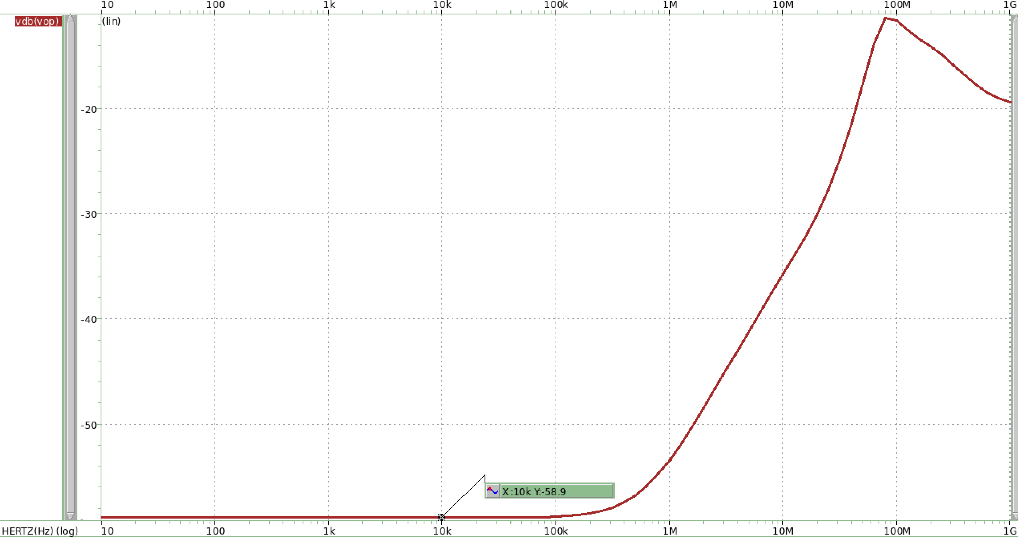 10 100 1k 10k 100k 1M 10M 100M 1G
vdb(vop) (lin)
-20
-30
-40
-50
X:10k Y:-58.9
HERTZ(Hz) (log) 10 100 1k 10k 100k 1M 10M 100M 1G